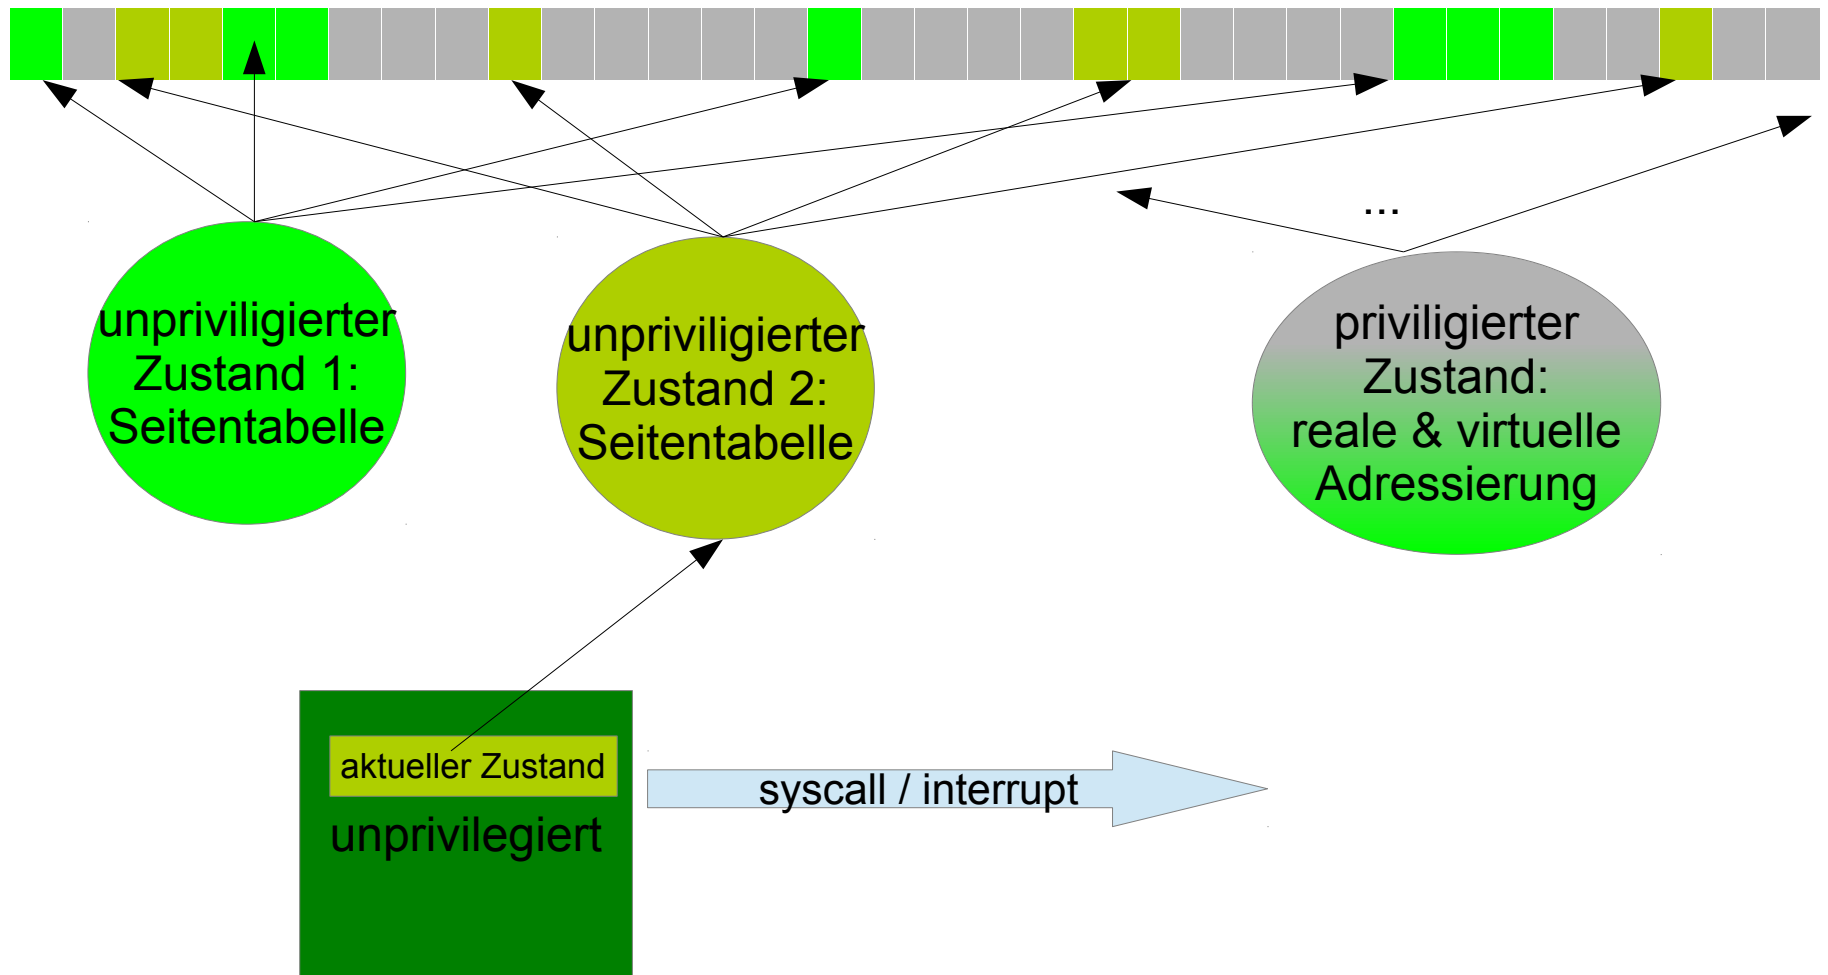 ...
unpriviligierter
Zustand 1:
Seitentabelle
unpriviligierter
Zustand 2:
Seitentabelle
priviligierter
Zustand:
reale & virtuelle
Adressierung
aktueller Zustand
unprivilegiert
syscall / interrupt